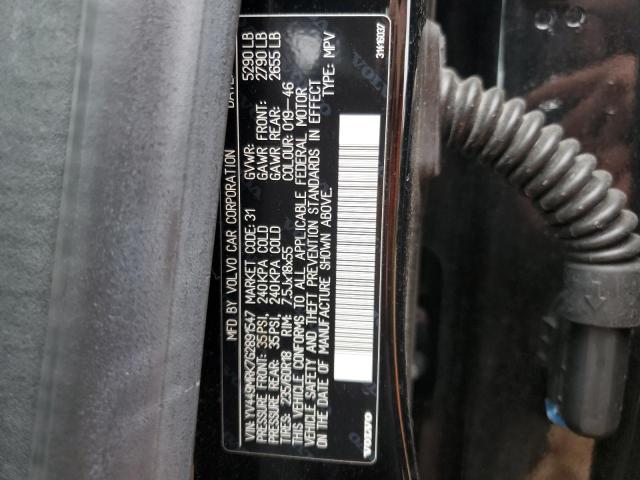 MFD BY VOLVO CAR CORPORATION DATE:
VIN: YV449MRK7G2891547 MARKET CODE: 31 GVWR: 5290 LB
PRESSURE FRONT: 35PSI, 240KPA COLD GAWR FRONT: 2790 LB
PRESSURE REAR: 35PSI, 240KPA COLD GAWR REAR: 2655 LB
TIRES: 235/60R18 RIM: 7.5Jx18x55 COLOUR: 019-46
THIS VEHICLE CONFORMS TO ALL APPLICABLE FEDERAL MOTOR
VEHICLE SAFETY AND THEFT PREVENTION STANDARDS IN EFFECT
ON THE DATE OF MANUFACTURE SHOWN ABOVE. TYPE: MPV
VOLVO
31416037